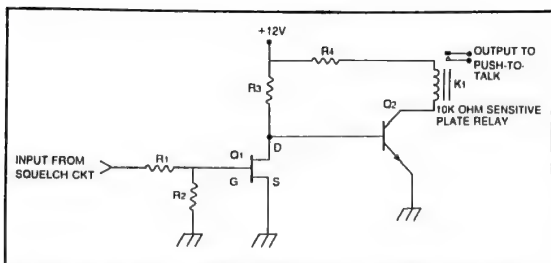 +12V
R4
OUTPUT TO
PUSH-TO-
TALK
K1
R3
Q2
10K OHM SENSITIVE
PLATE RELAY
D
INPUT FROM
SQUELCH CKT
R1
Q1
G
S
R2